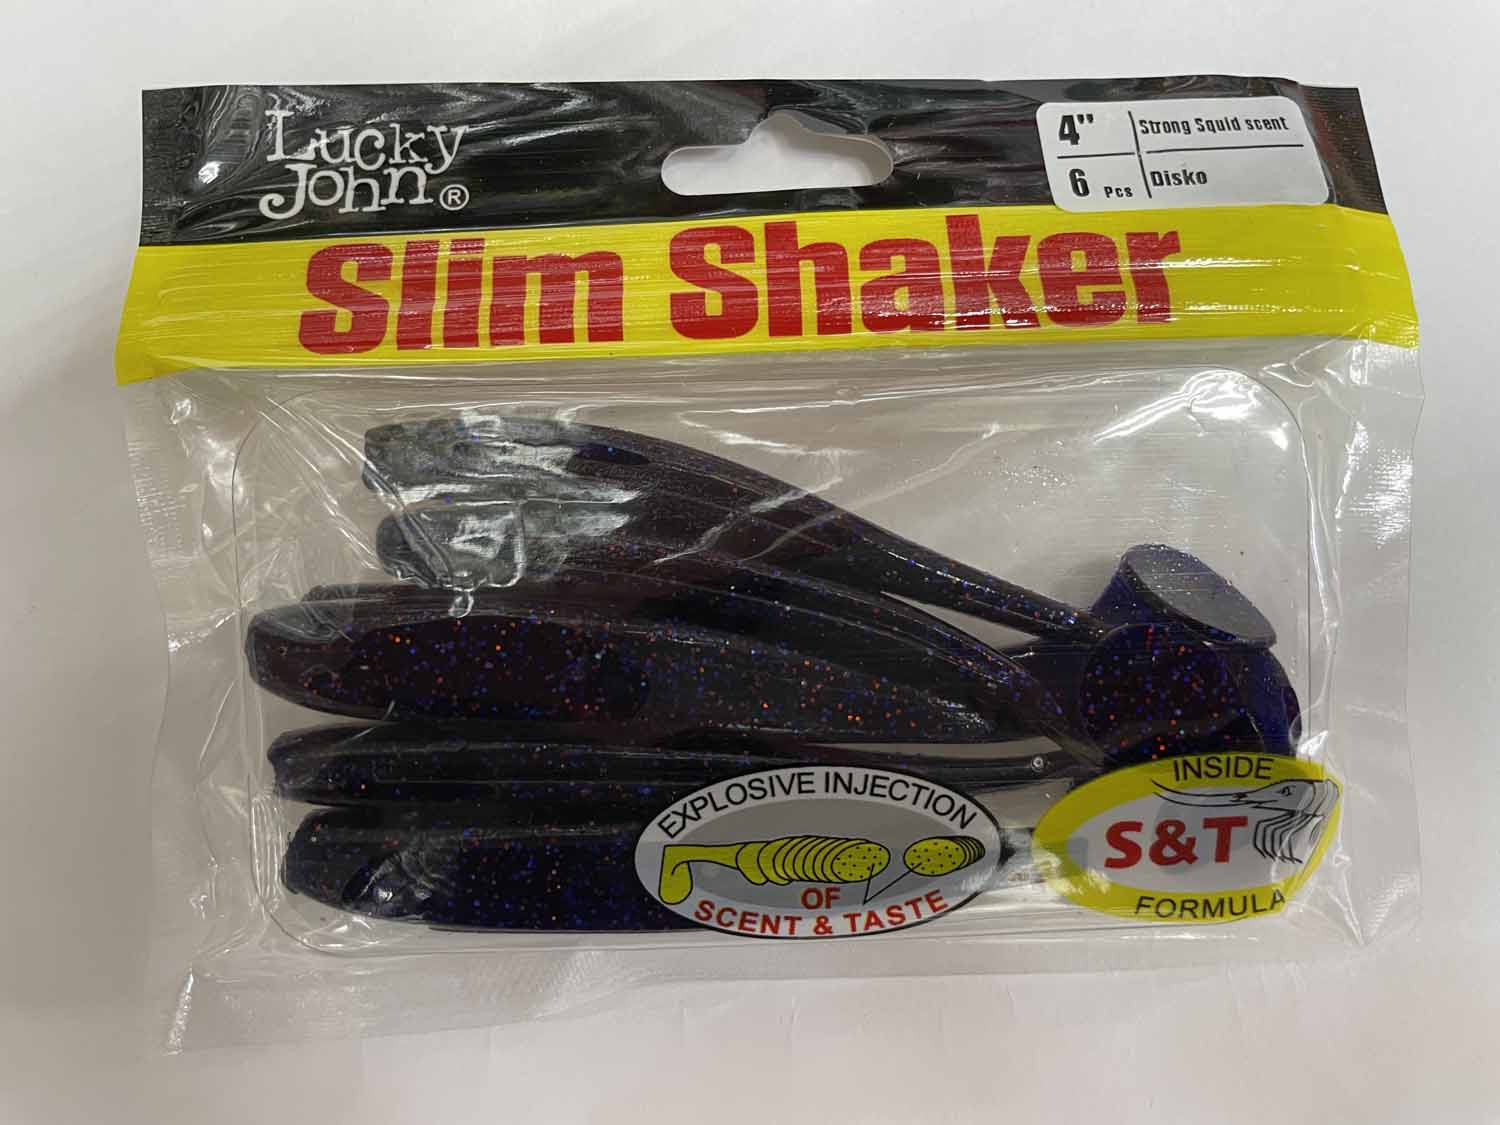 Lucky
John®
4"
Strong Squid scent
6 Pcs
Disko
Slim Shaker
EXPLOSIVE INJECTION
OF
SCENT & TASTE
INSIDE
S&T
FORMULA